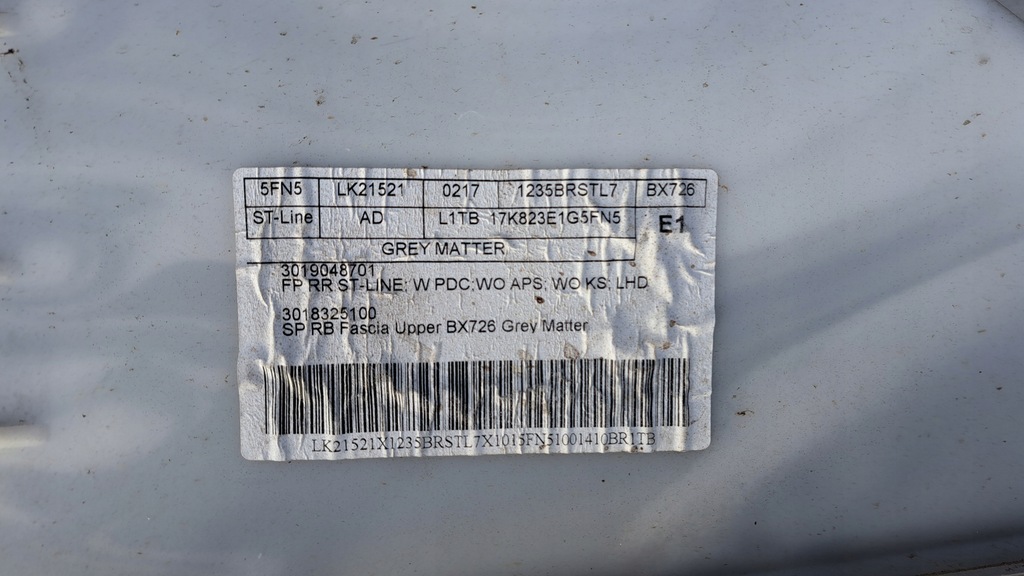 5FN5 LK21521 0217 1235BRSTL7 BX726
ST-Line AD L1TB 17K823E1G5FN5 E1
GREY MATTER
3019048701
FP RR ST-LINE; W PDC;WO APS; WO KS; LHD
3018325100
SP RB Fascia Upper BX726 Grey Matter
LK21521X1235BRSTL7X1015FN51001410BR1TB